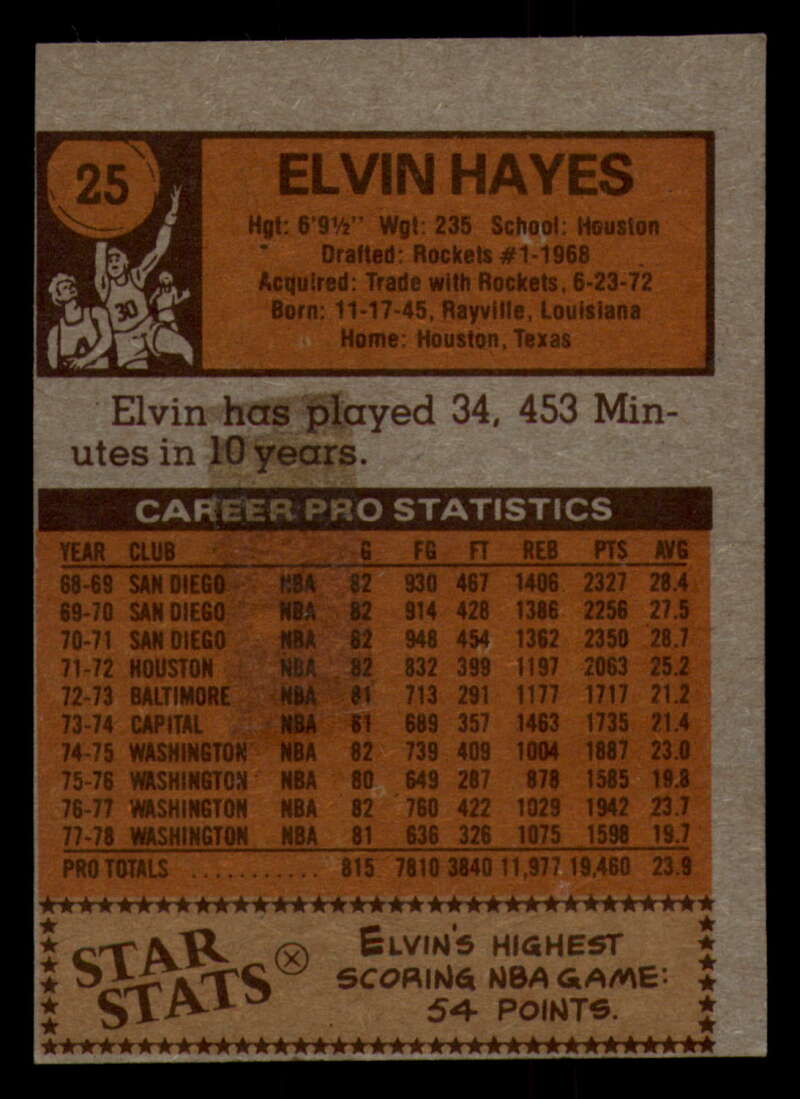 25
ELVIN HAYES
Hgt: 6'9½" Wgt: 235 School: Houston
Drafted: Rockets #1-1968
Acquired: Trade with Rockets, 6-23-72
Born: 11-17-45, Rayville, Louisiana
Home: Houston, Texas
30
Elvin has played 34, 453 Min-
utes in 10 years.
CAREER PRO STATISTICS
YEAR CLUB G FG FT REB PTS AVG
68-69 SAN DIEGO NBA 82 930 467 1406 2327 28.4
69-70 SAN DIEGO NBA 82 914 428 1386 2256 27.5
70-71 SAN DIEGO NBA 82 948 454 1362 2350 28.7
71-72 HOUSTON NBA 82 832 399 1197 2063 25.2
72-73 BALTIMORE NBA 81 713 291 1177 1717 21.2
73-74 CAPITAL NBA 81 689 357 1463 1735 21.4
74-75 WASHINGTON NBA 82 739 409 1004 1887 23.0
75-76 WASHINGTON NBA 80 649 287 878 1585 19.8
76-77 WASHINGTON NBA 82 760 422 1029 1942 23.7
77-78 WASHINGTON NBA 81 636 326 1075 1598 19.7
PRO TOTALS ........... 815 7810 3840 11,977 19,460 23.9
STAR
STATS
ELVIN'S HIGHEST
SCORING NBA GAME:
54 POINTS.